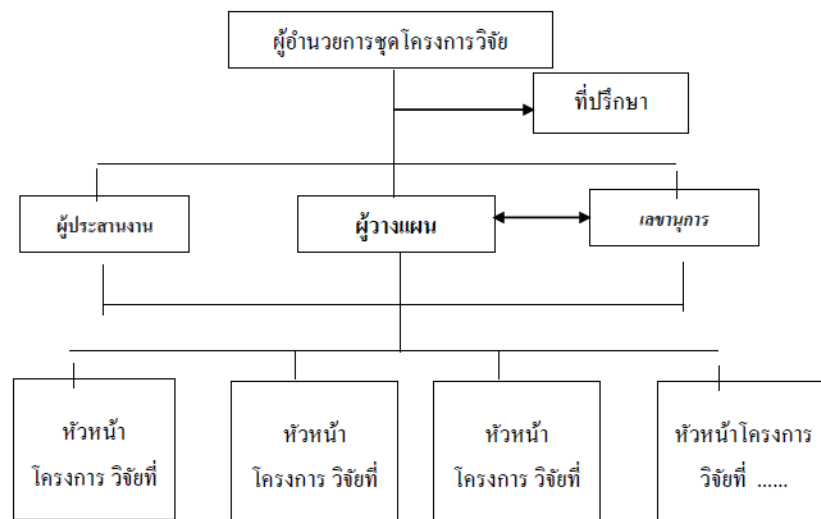 ผู้อำนวยการชุดโครงการวิจัย
ที่ปรึกษา
ผู้ประสานงาน
ผู้วางแผน
เลขานุการ
หัวหน้า
โครงการ วิจัยที่
หัวหน้า
โครงการ วิจัยที่
หัวหน้า
โครงการ วิจัยที่
หัวหน้าโครงการ
วิจัยที่ ......